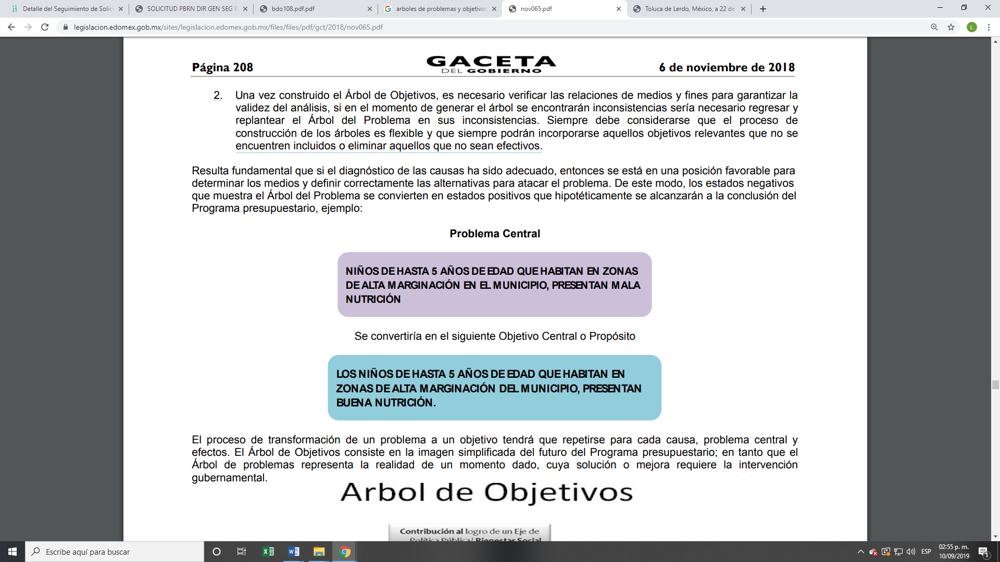 Detalle del Seguimiento de Solici
SOLICITUD PBRN DIR GEN SEG P
bdo108.pdf.pdf
arboles de problemas y objetivos
nov065.pdf
Toluca de Lerdo, México, a 22 de
legislacion.edomex.gob.mx/sites/legislacion.edomex.gob.mx/files/files/pdf/gct/2018/nov065.pdf
L
Página 208
GACETA
DEL GOBIERNO
6 de noviembre de 2018
2. Una vez construido el Árbol de Objetivos, es necesario verificar las relaciones de medios y fines para garantizar la
validez del análisis, si en el momento de generar el árbol se encontrarán inconsistencias sería necesario regresar y
replantear el Árbol del Problema en sus inconsistencias. Siempre debe considerarse que el proceso de
construcción de los árboles es flexible y que siempre podrán incorporarse aquellos objetivos relevantes que no se
encuentren incluidos o eliminar aquellos que no sean efectivos.
Resulta fundamental que si el diagnóstico de las causas ha sido adecuado, entonces se está en una posición favorable para
determinar los medios y definir correctamente las alternativas para atacar el problema. De este modo, los estados negativos
que muestra el Árbol del Problema se convierten en estados positivos que hipotéticamente se alcanzarán a la conclusión del
Programa presupuestario, ejemplo:
Problema Central
NIÑOS DE HASTA 5 AÑOS DE EDAD QUE HABITAN EN ZONAS
DE ALTA MARGINACIÓN EN EL MUNICIPIO, PRESENTAN MALA
NUTRICIÓN
Se convertiría en el siguiente Objetivo Central o Propósito
LOS NIÑOS DE HASTA 5 AÑOS DE EDAD QUE HABITAN EN
ZONAS DE ALTA MARGINACIÓN DEL MUNICIPIO, PRESENTAN
BUENA NUTRICIÓN.
El proceso de transformación de un problema a un objetivo tendrá que repetirse para cada causa, problema central y
efectos. El Árbol de Objetivos consiste en la imagen simplificada del futuro del Programa presupuestario; en tanto que el
Árbol de problemas representa la realidad de un momento dado, cuya solución o mejora requiere la intervención
gubernamental.
Arbol de Objetivos
Contribución al logro de un Eje de
Política Pública/ Bienestar Social
Escribe aquí para buscar
ESP
02:55 p. m.
10/09/2019
1